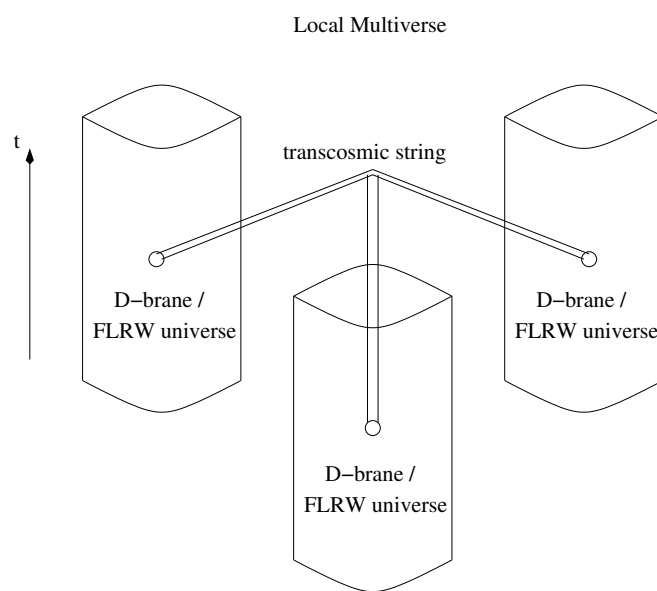 Local Multiverse
t
transcosmic string
D−brane /
FLRW universe
D−brane /
FLRW universe
D−brane /
FLRW universe